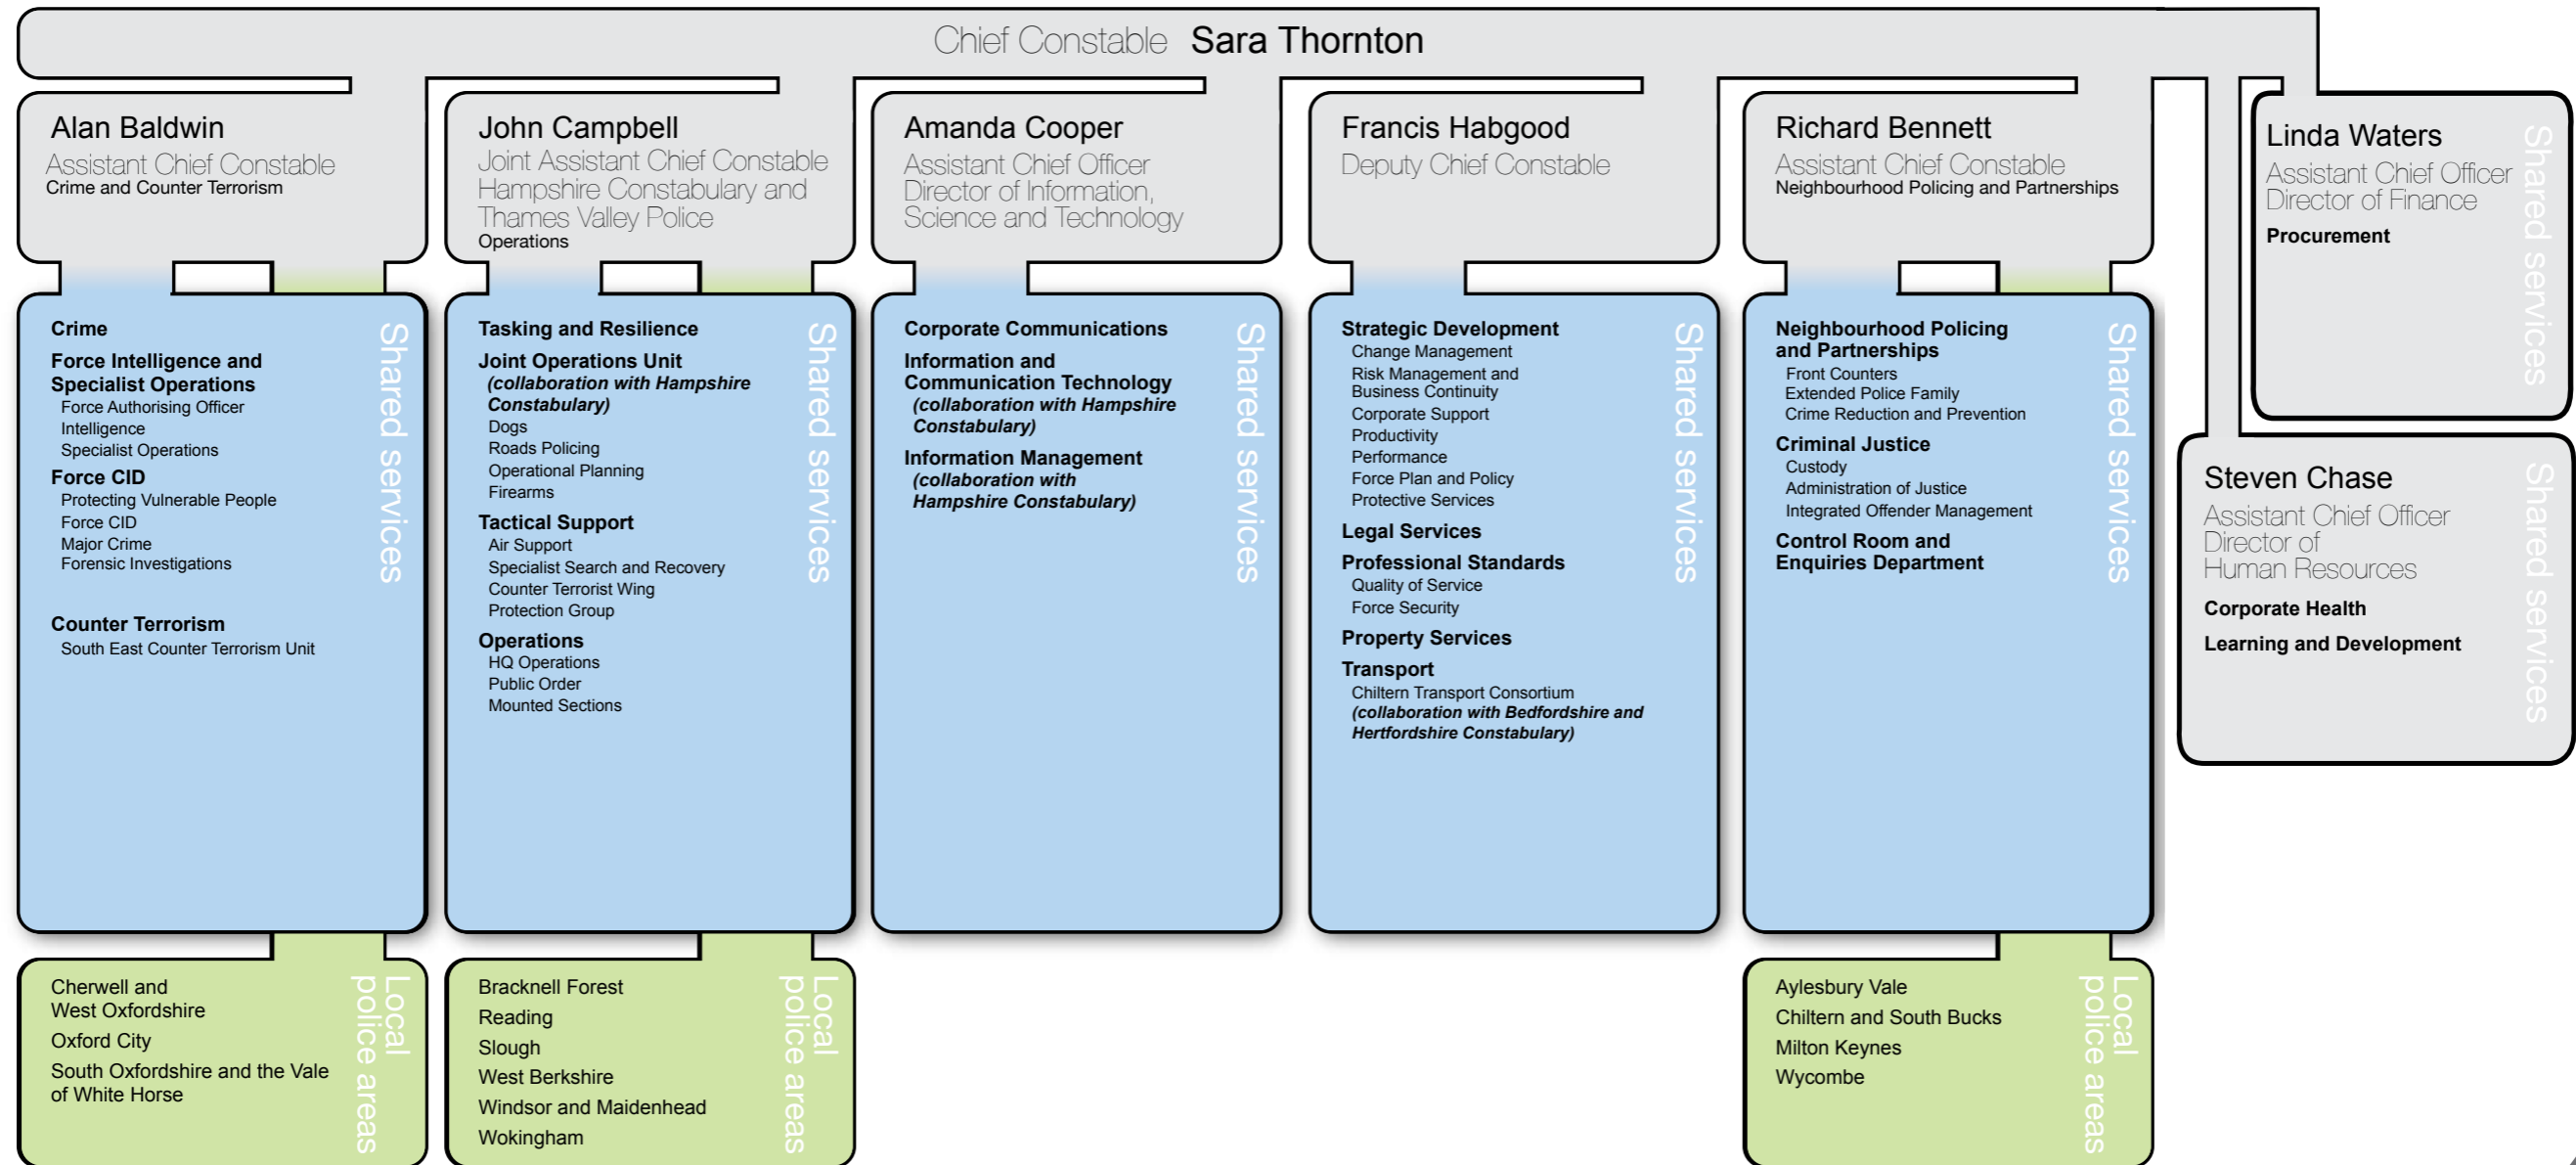 Chief Constable Sara Thornton
Alan Baldwin
Assistant Chief Constable
Crime and Counter Terrorism
Shared services
Crime
Force Intelligence and
Specialist Operations
Force Authorising Officer
Intelligence
Specialist Operations
Force CID
Protecting Vulnerable People
Force CID
Major Crime
Forensic Investigations
Counter Terrorism
South East Counter Terrorism Unit
Local
police areas
Cherwell and
West Oxfordshire
Oxford City
South Oxfordshire and the Vale
of White Horse
John Campbell
Joint Assistant Chief Constable
Hampshire Constabulary and
Thames Valley Police
Operations
Shared services
Tasking and Resilience
Joint Operations Unit
(collaboration with Hampshire
Constabulary)
Dogs
Roads Policing
Operational Planning
Firearms
Tactical Support
Air Support
Specialist Search and Recovery
Counter Terrorist Wing
Protection Group
Operations
HQ Operations
Public Order
Mounted Sections
Local
police areas
Bracknell Forest
Reading
Slough
West Berkshire
Windsor and Maidenhead
Wokingham
Amanda Cooper
Assistant Chief Officer
Director of Information,
Science and Technology
Shared services
Corporate Communications
Information and
Communication Technology
(collaboration with Hampshire
Constabulary)
Information Management
(collaboration with
Hampshire Constabulary)
Francis Habgood
Deputy Chief Constable
Shared services
Strategic Development
Change Management
Risk Management and
Business Continuity
Corporate Support
Productivity
Performance
Force Plan and Policy
Protective Services
Legal Services
Professional Standards
Quality of Service
Force Security
Property Services
Transport
Chiltern Transport Consortium
(collaboration with Bedfordshire and
Hertfordshire Constabulary)
Richard Bennett
Assistant Chief Constable
Neighbourhood Policing and Partnerships
Shared services
Neighbourhood Policing
and Partnerships
Front Counters
Extended Police Family
Crime Reduction and Prevention
Criminal Justice
Custody
Administration of Justice
Integrated Offender Management
Control Room and
Enquiries Department
Local
police areas
Aylesbury Vale
Chiltern and South Bucks
Milton Keynes
Wycombe
Linda Waters
Assistant Chief Officer
Director of Finance
Procurement
Shared services
Steven Chase
Assistant Chief Officer
Director of
Human Resources
Corporate Health
Learning and Development
Shared services